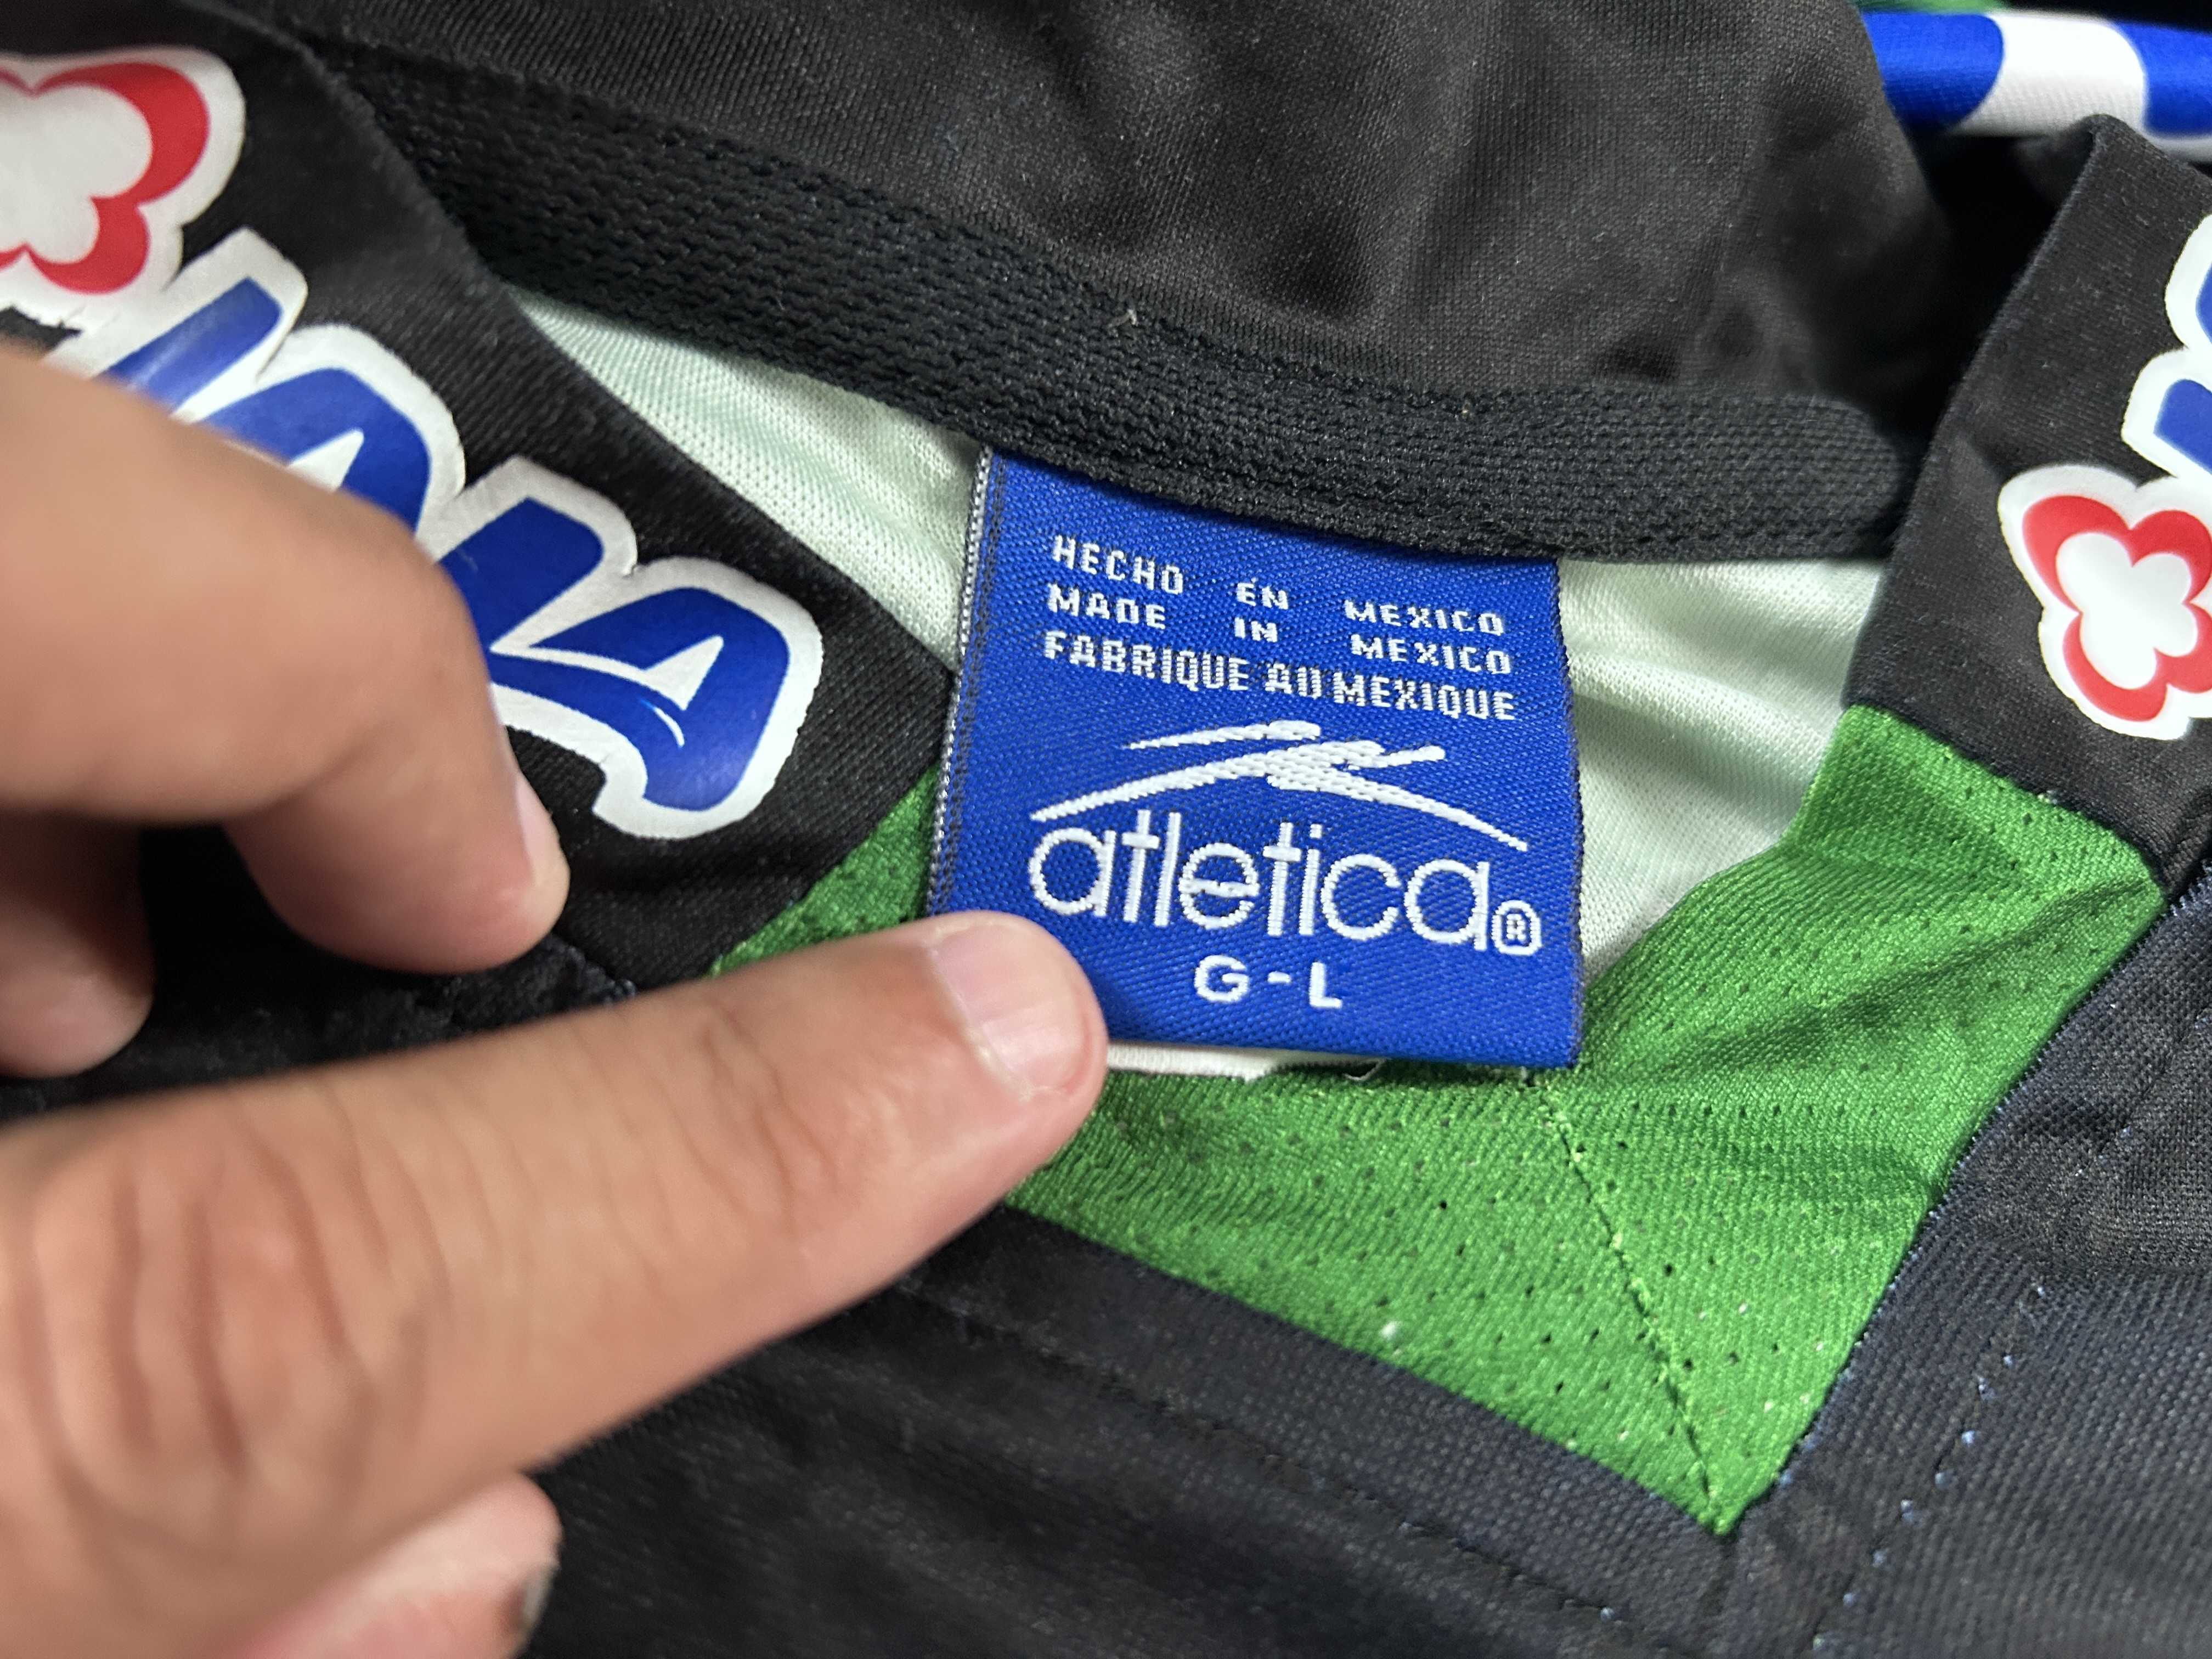 HECHO EN MEXICO
MADE IN MEXICO
FABRIQUE AU MEXIQUE
atletica®
G-L